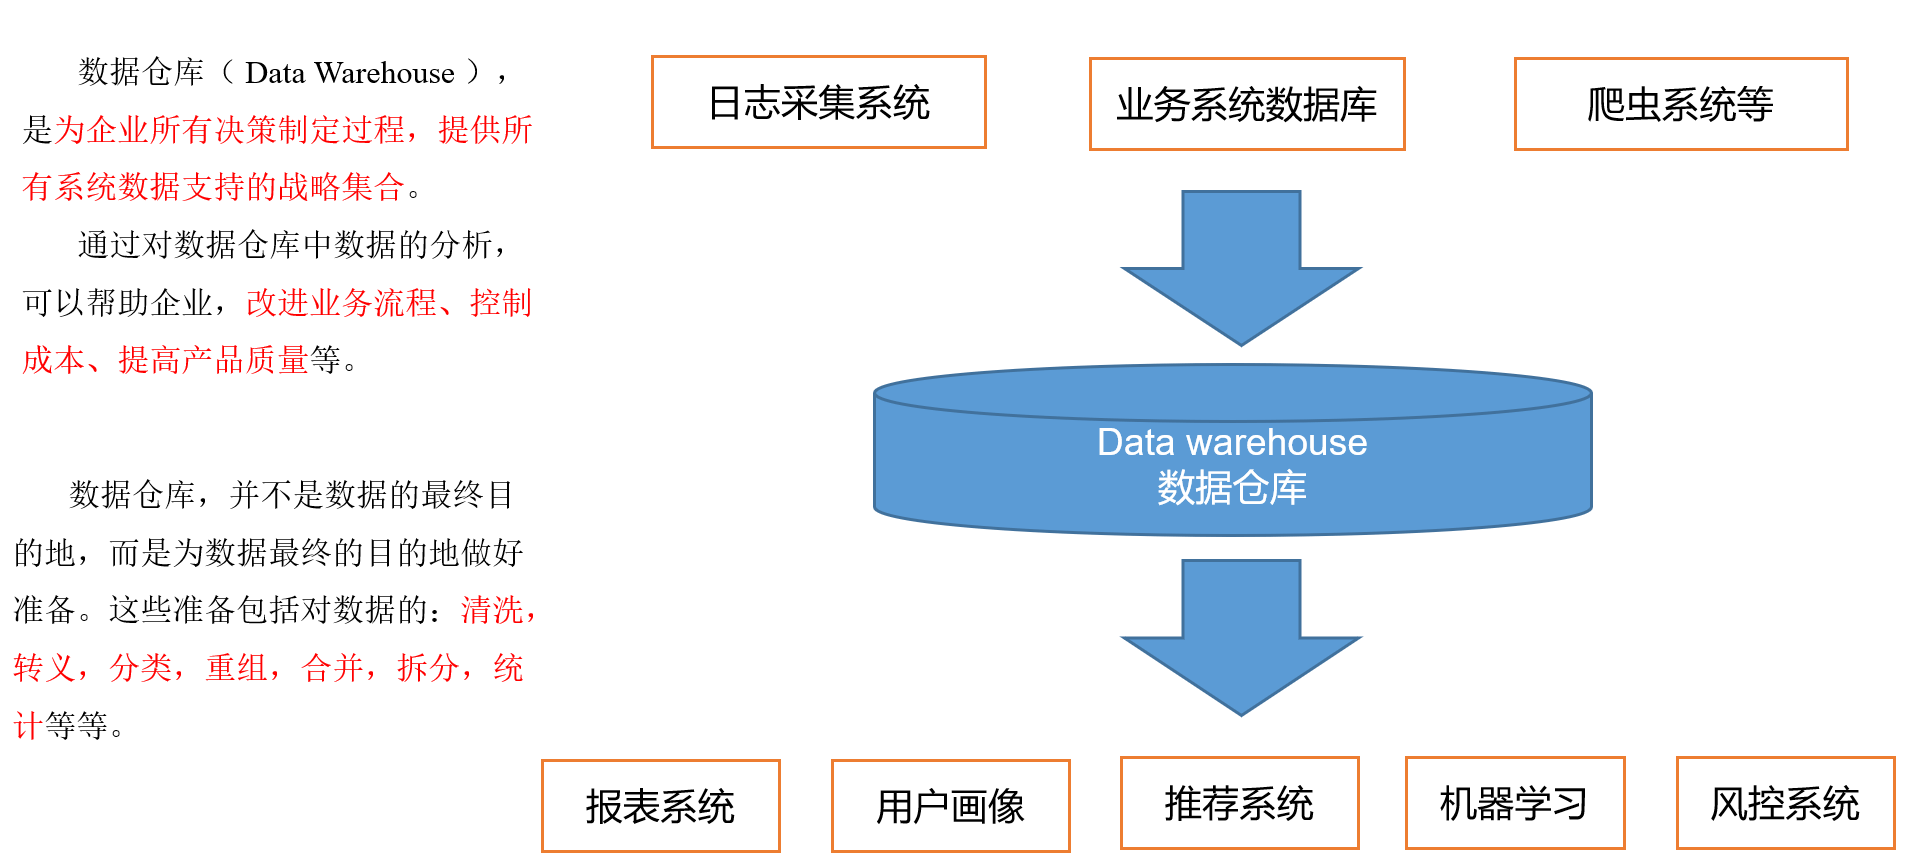 数据仓库（ Data Warehouse ），
是为企业所有决策制定过程，提供所
有系统数据支持的战略集合。
通过对数据仓库中数据的分析，
可以帮助企业，改进业务流程、控制
成本、提高产品质量等。
数据仓库，并不是数据的最终目
的地，而是为数据最终的目的地做好
准备。这些准备包括对数据的：清洗，
转义，分类，重组，合并，拆分，统
计等等。
日志采集系统
业务系统数据库
爬虫系统等
Data warehouse
数据仓库
报表系统
用户画像
推荐系统
机器学习
风控系统